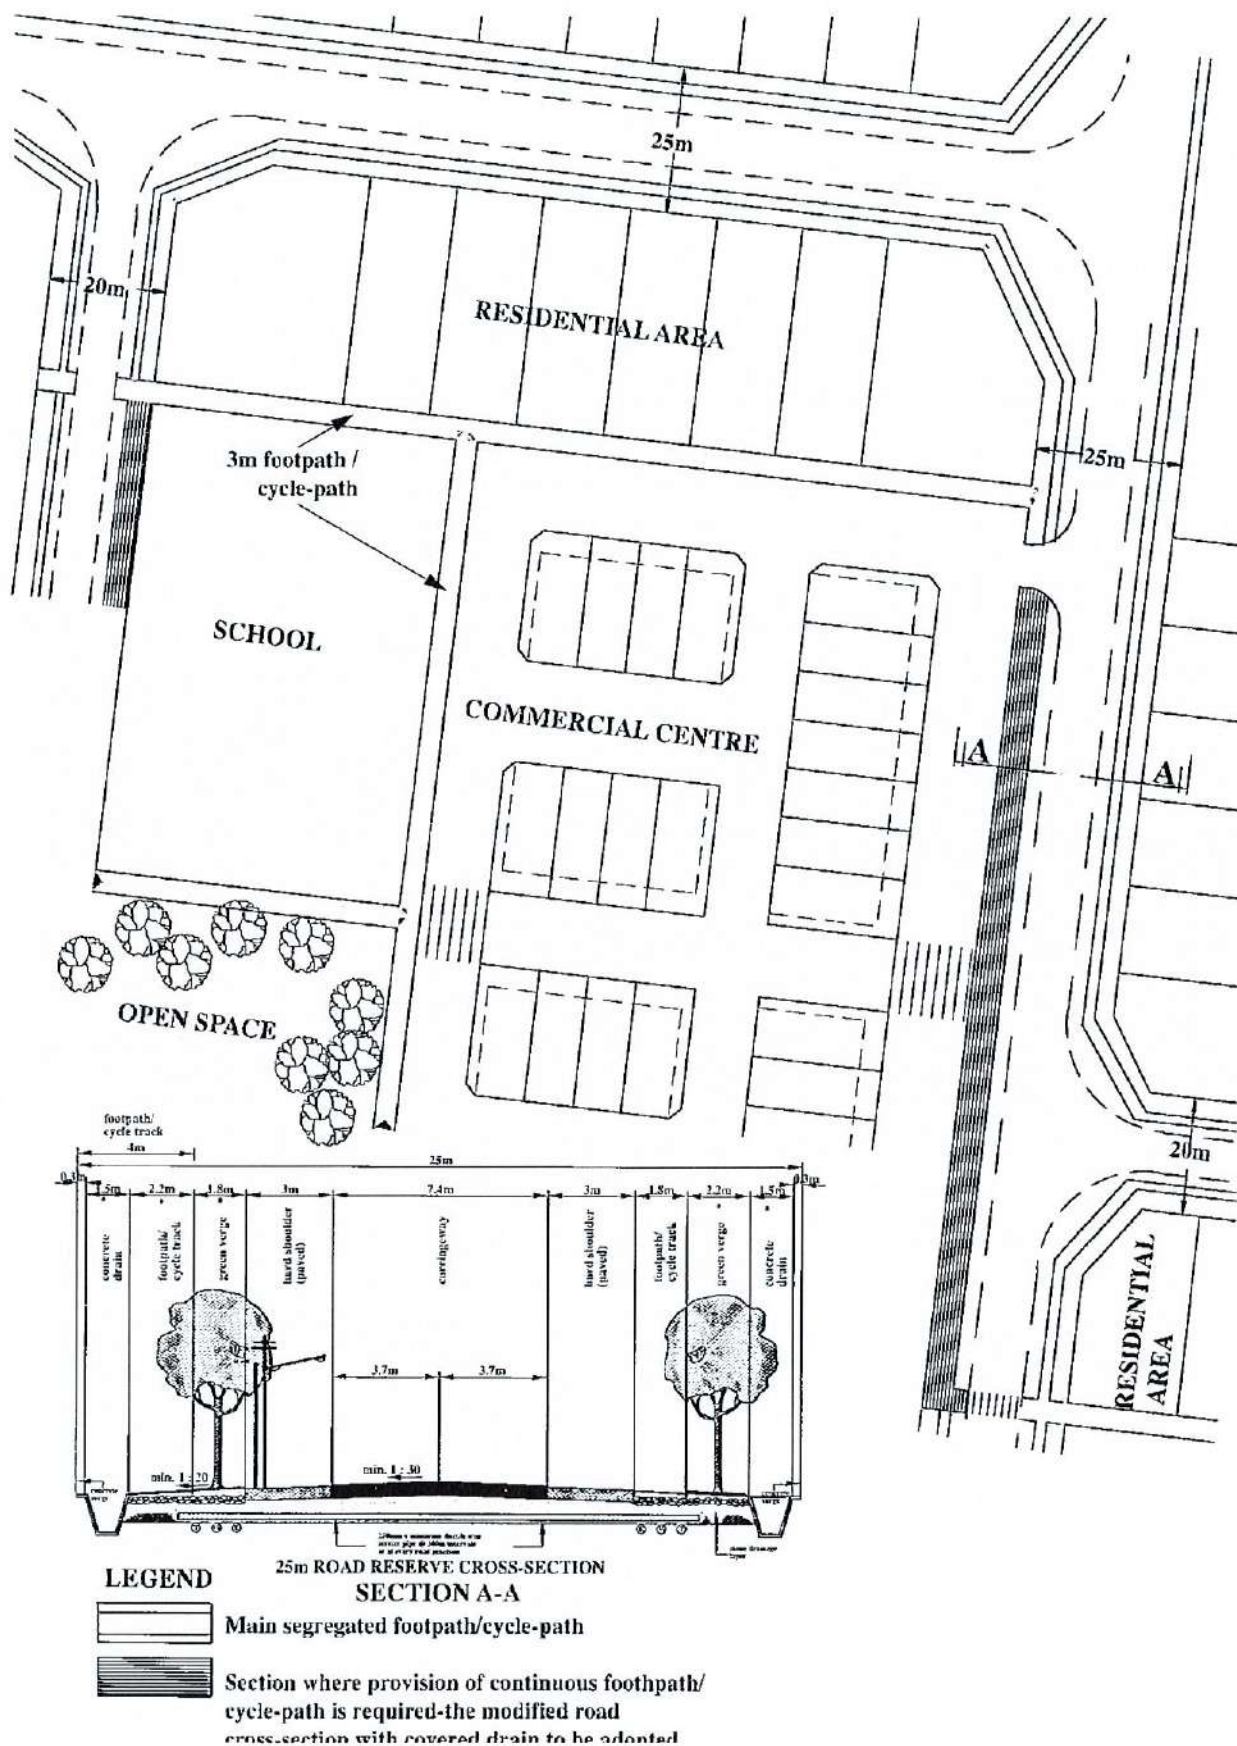 25m
20m
RESIDENTIAL AREA
25m
3m footpath /
cycle-path
SCHOOL
COMMERCIAL CENTRE
A
A
OPEN SPACE
20m
RESIDENTIAL
AREA
footpath/
cycle track
4m
25m
0.3m
1.5m
2.2m
1.8m
3m
7.4m
3m
1.8m
2.2m
1.5m
0.3m
concrete
drain
footpath/
cycle track
green verge
hard shoulder
(paved)
carriageway
hard shoulder
(paved)
footpath/
cycle track
green verge
concrete
drain
3.7m
3.7m
min. 1 : 20
min. 1 : 30
25m ROAD RESERVE CROSS-SECTION
SECTION A-A
LEGEND
Main segregated footpath/cycle-path
Section where provision of continuous foothpath/
cycle-path is required-the modified road
cross-section with covered drain to be adopted